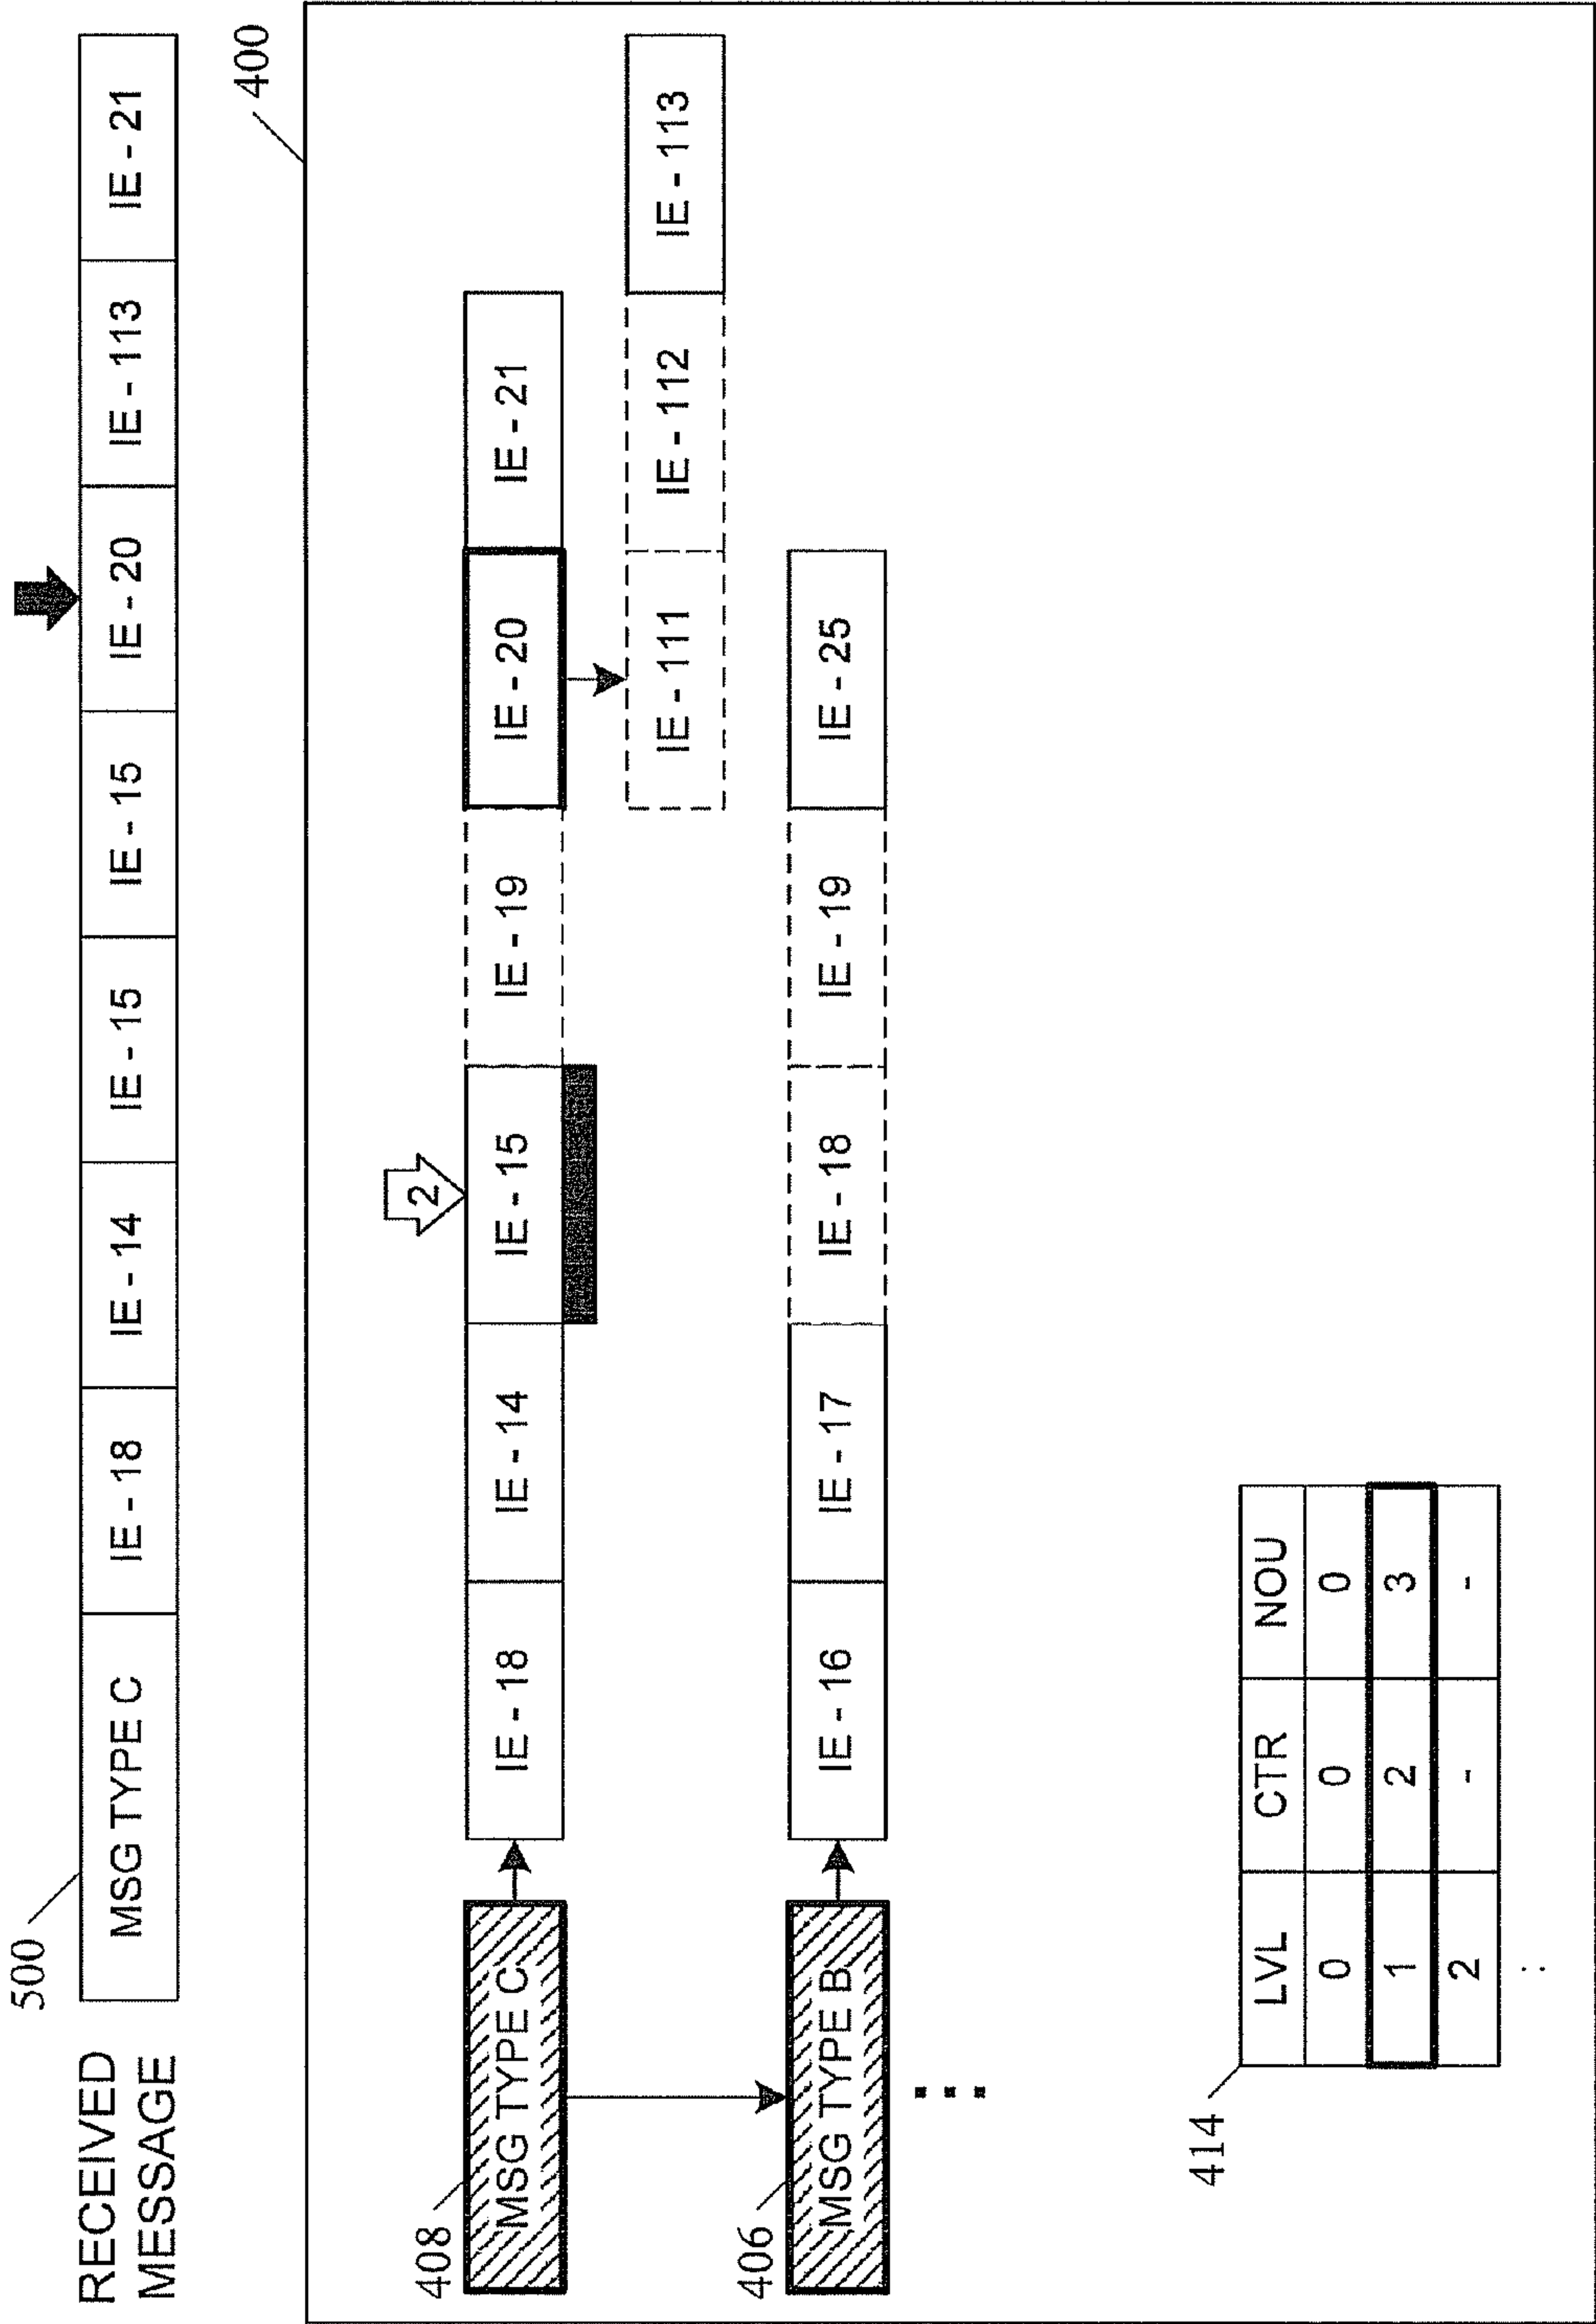 500
RECEIVED
MESSAGE
MSG TYPE C IE - 18 IE - 14 IE - 15 IE - 15 IE - 20 IE - 113 IE - 21
400
2
408
MSG TYPE C IE - 18 IE - 14 IE - 15 IE - 19 IE - 20 IE - 21
IE - 111 IE - 112 IE - 113
406
MSG TYPE B IE - 16 IE - 17 IE - 18 IE - 19 IE - 25
414
LVL CTR NOU
0 0 0
1 2 3
2 - -
: